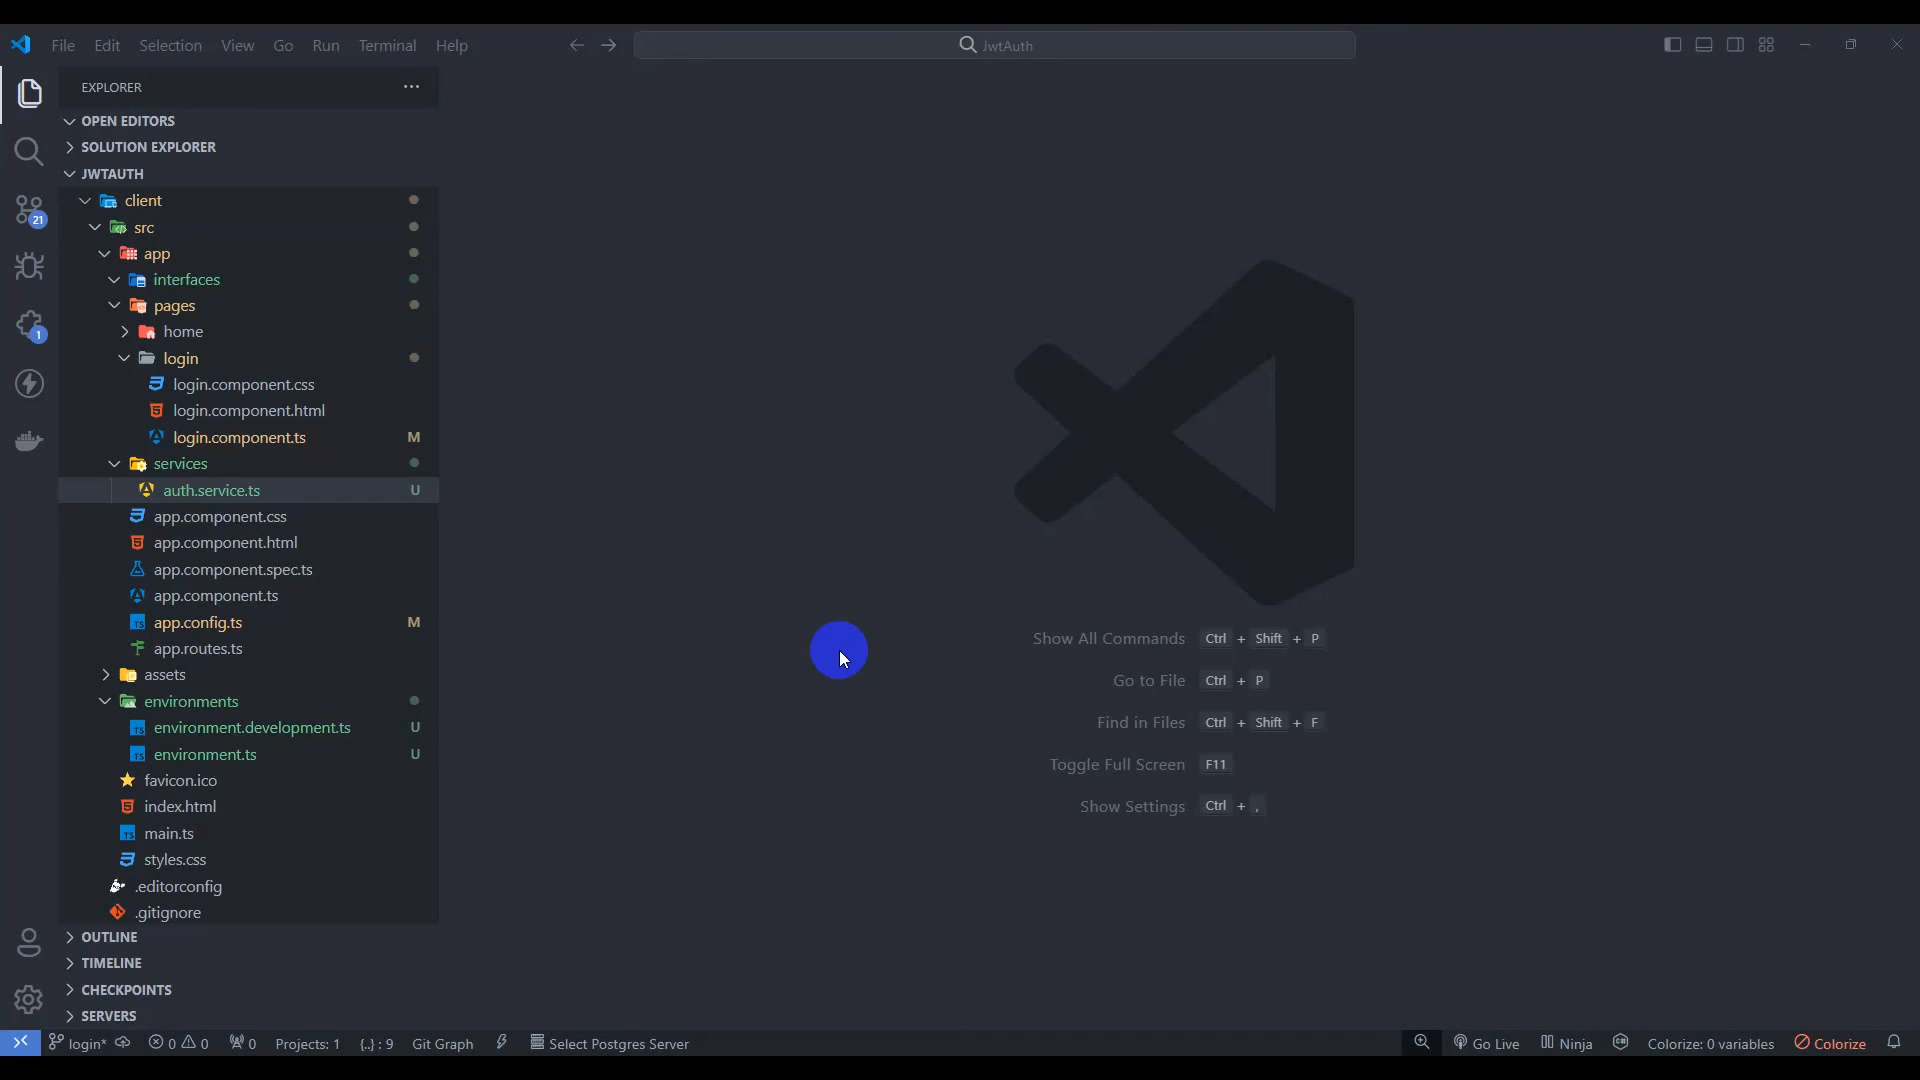 File Edit Selection View Go Run Terminal Help
JwtAuth
EXPLORER
OPEN EDITORS
SOLUTION EXPLORER
JWTAUTH
client
src
app
interfaces
pages
home
login
login.component.css
login.component.html
login.component.ts M
services
auth.service.ts U
app.component.css
app.component.html
app.component.spec.ts
app.component.ts
app.config.ts M
app.routes.ts
assets
environments
environment.development.ts U
environment.ts U
favicon.ico
index.html
main.ts
styles.css
.editorconfig
.gitignore
OUTLINE
TIMELINE
CHECKPOINTS
SERVERS
21
1
Show All Commands Ctrl + Shift + P
Go to File Ctrl + P
Find in Files Ctrl + Shift + F
Toggle Full Screen F11
Show Settings Ctrl + ,
login* 0 0 0 Projects: 1 {..} : 9 Git Graph Select Postgres Server Go Live Ninja Colorize: 0 variables Colorize